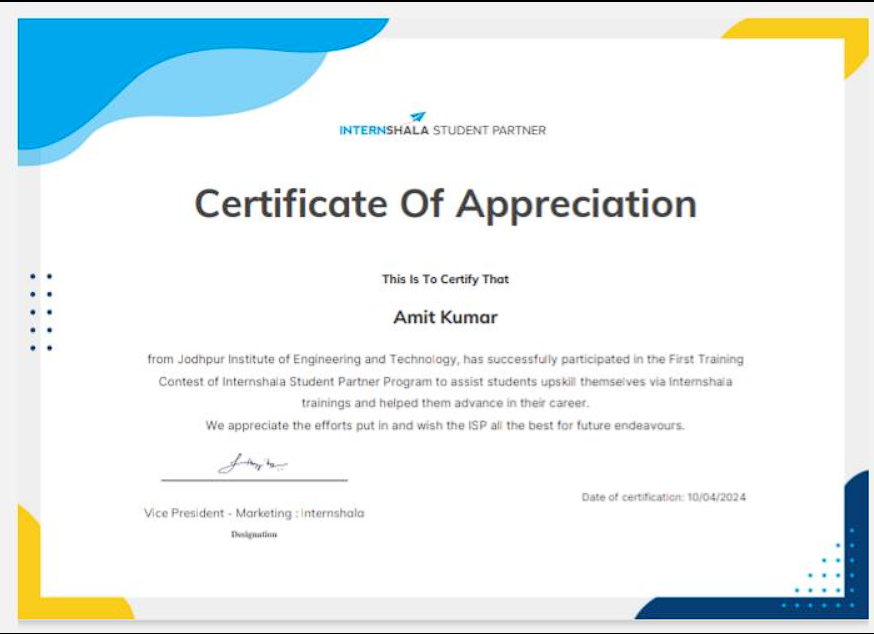 INTERNSHALA STUDENT PARTNER
Certificate Of Appreciation
This Is To Certify That
Amit Kumar
from Jodhpur Institute of Engineering and Technology, has successfully participated in the First Training
Contest of Internshala Student Partner Program to assist students upskill themselves via Internshala
trainings and helped them advance in their career.
We appreciate the efforts put in and wish the ISP all the best for future endeavours.
Date of certification: 10/04/2024
Vice President - Marketing : Internshala
Designation